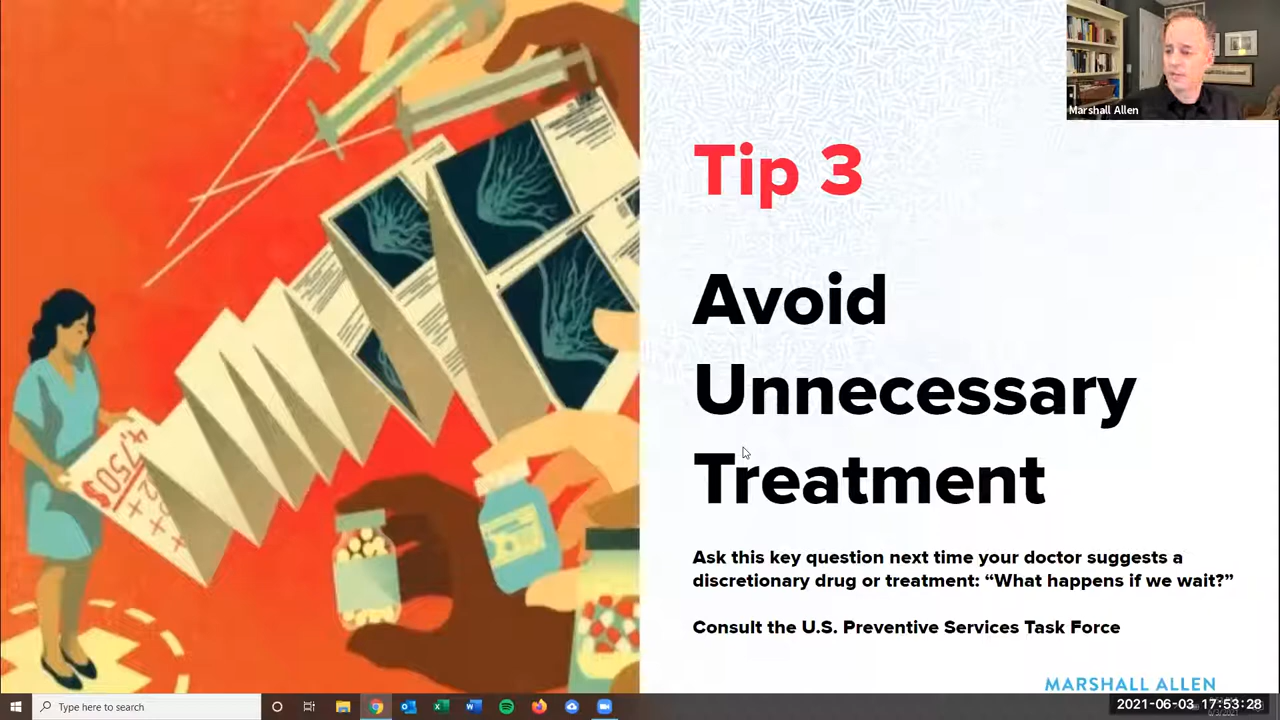 Marshall Allen
Tip 3
Avoid
Unnecessary
Treatment
Ask this key question next time your doctor suggests a
discretionary drug or treatment: “What happens if we wait?”
Consult the U.S. Preventive Services Task Force
MARSHALL ALLEN
Type here to search
2021-06-03 17:53:28